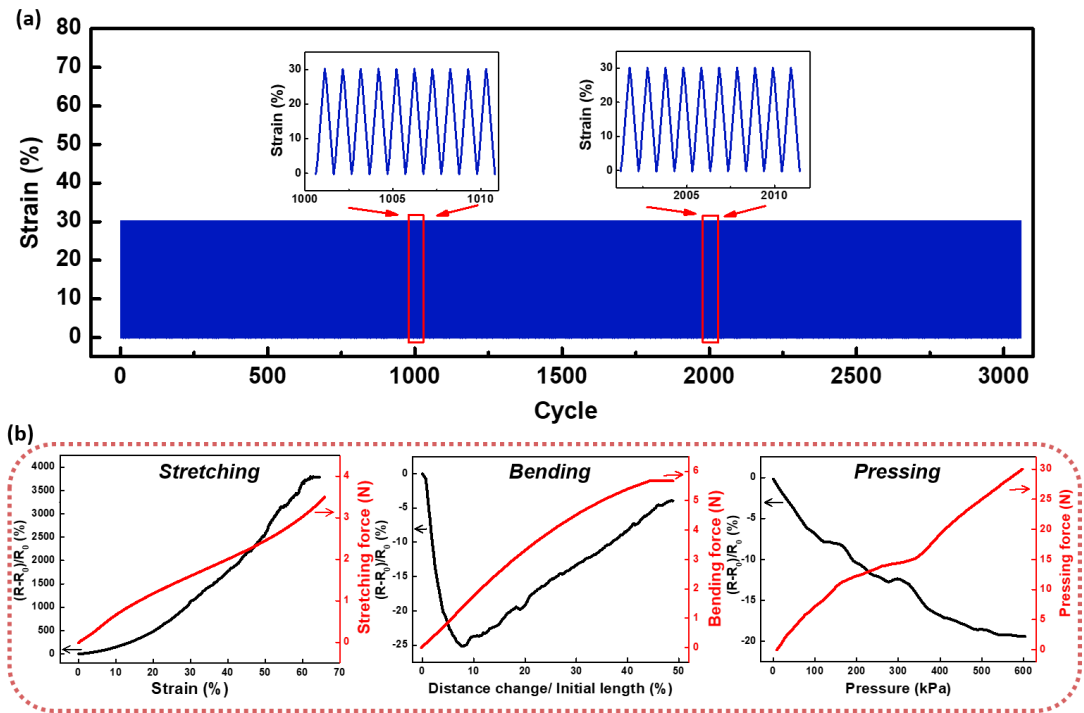 (a)
80
70
60
50
40
30
20
10
0
Strain (%)
0 500 1000 1500 2000 2500 3000
Cycle
30
20
10
0
Strain (%)
1000 1005 1010
30
20
10
0
Strain (%)
2005 2010
(b)
Stretching
4000
3500
3000
2500
2000
1500
1000
500
0
(R-R0)/R0 (%)
0 10 20 30 40 50 60 70
Strain (%)
4
3
2
1
0
Stretching force (N)
Bending
0
-5
-10
-15
-20
-25
(R-R0)/R0 (%)
0 10 20 30 40 50
Distance change/ Initial length (%)
6
5
4
3
2
1
0
Bending force (N)
Pressing
0
-5
-10
-15
-20
(R-R0)/R0 (%)
0 100 200 300 400 500 600
Pressure (kPa)
30
25
20
15
10
5
0
Pressing force (N)